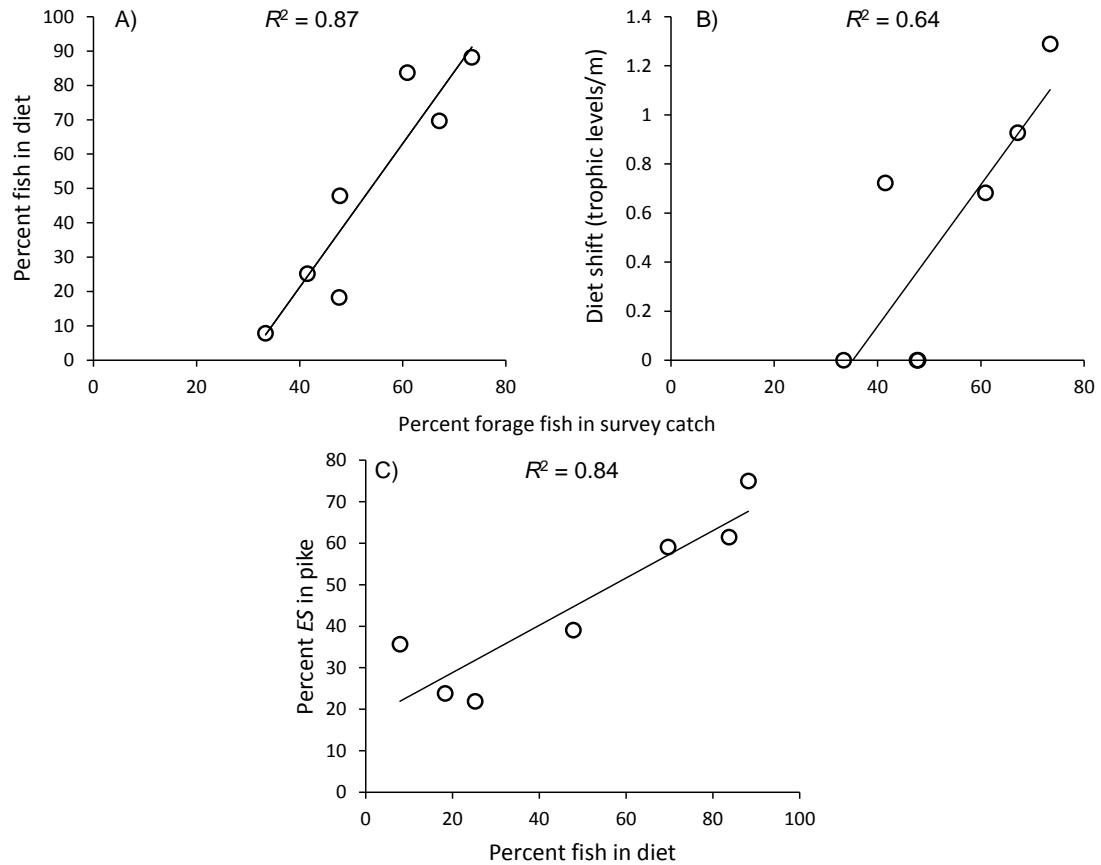 A)
R² = 0.87
Percent fish in diet
100
90
80
70
60
50
40
30
20
10
0
0 20 40 60 80
B)
R² = 0.64
Diet shift (trophic levels/m)
1.4
1.2
1
0.8
0.6
0.4
0.2
0
0 20 40 60 80
Percent forage fish in survey catch
C)
R² = 0.84
Percent ES in pike
80
70
60
50
40
30
20
10
0
0 20 40 60 80 100
Percent fish in diet